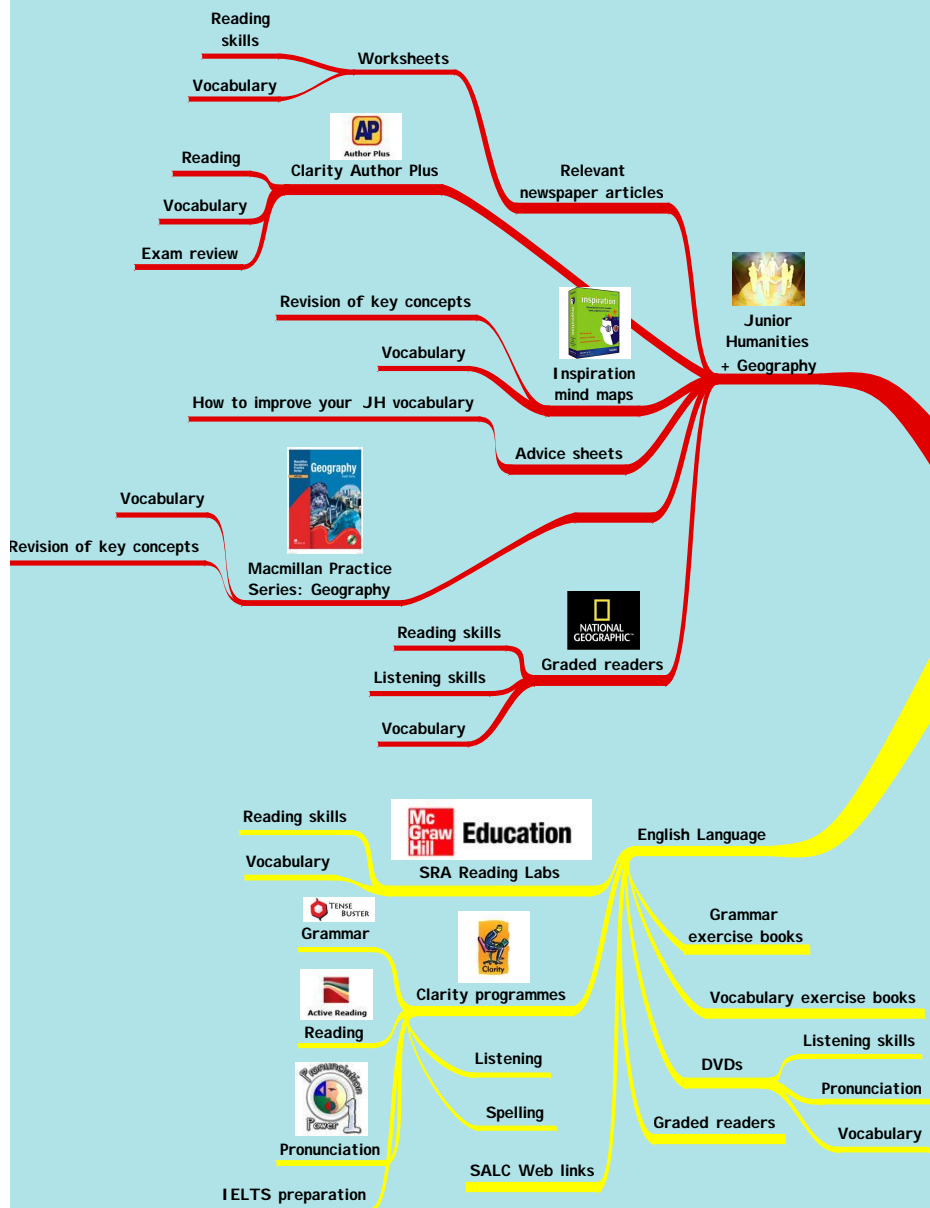 Reading
skills
Worksheets
Vocabulary
AP
Author Plus
Clarity Author Plus
Reading
Vocabulary
Exam review
Relevant
newspaper articles
Junior
Humanities
+ Geography
inspiration
Inspiration
mind maps
Revision of key concepts
Vocabulary
How to improve your JH vocabulary
Advice sheets
Geography
Macmillan Practice
Series: Geography
Vocabulary
Revision of key concepts
NATIONAL
GEOGRAPHIC™
Graded readers
Reading skills
Listening skills
Vocabulary
English Language
Mc
Graw
Hill
Education
SRA Reading Labs
Reading skills
Vocabulary
Clarity
Clarity programmes
TENSE
BUSTER
Grammar
Active Reading
Reading
Pronunciation
Power
Pronunciation
IELTS preparation
Listening
Spelling
SALC Web links
Grammar
exercise books
Vocabulary exercise books
DVDs
Listening skills
Pronunciation
Vocabulary
Graded readers